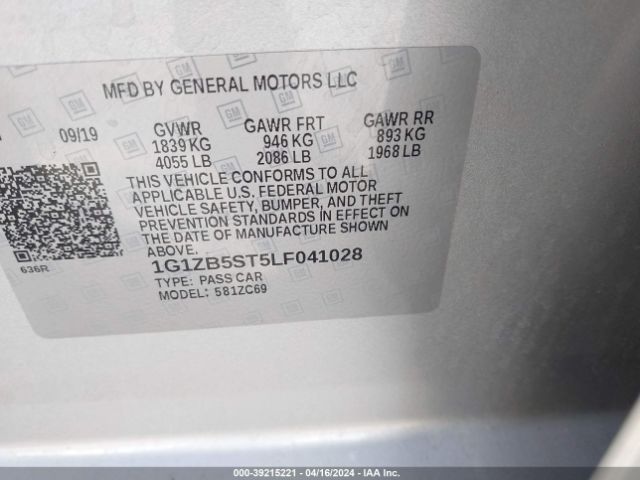 MFD BY GENERAL MOTORS LLC
09/19 GVWR GAWR FRT GAWR RR
1839 KG 946 KG 893 KG
4055 LB 2086 LB 1968 LB
THIS VEHICLE CONFORMS TO ALL
APPLICABLE U.S. FEDERAL MOTOR
VEHICLE SAFETY, BUMPER, AND THEFT
PREVENTION STANDARDS IN EFFECT ON
THE DATE OF MANUFACTURE SHOWN
ABOVE.
636R
1G1ZB5ST5LF041028
TYPE: PASS CAR
MODEL: 581ZC69
000-39215221 - 04/16/2024 - IAA Inc.